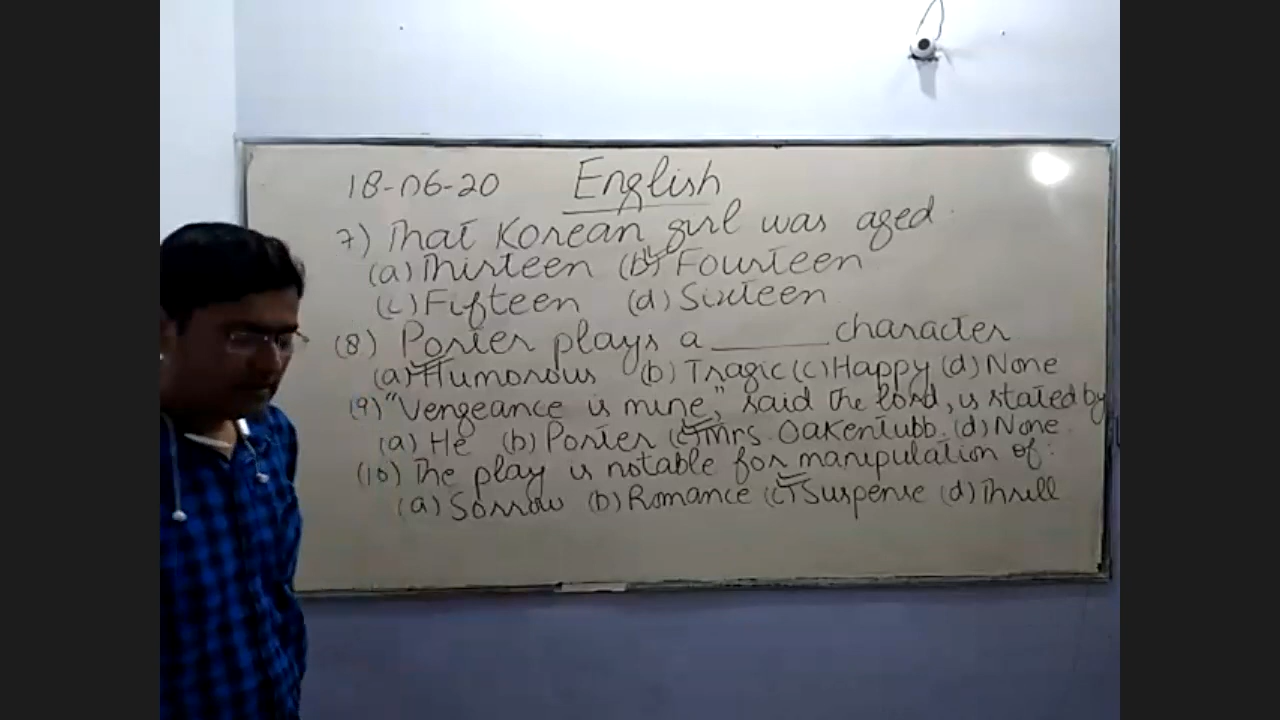 18-06-20 English
7) That Korean girl was aged
(a) Thirteen (b) Fourteen
(c) Fifteen (d) Sixteen
(8) Porter plays a ______ character
(a) Humorous (b) Tragic (c) Happy (d) None
(9) "Vengeance is mine," said the lord, is stated by
(a) He (b) Porter (c) Mrs. Oakentubb. (d) None.
(10) The play is notable for manipulation of:
(a) Sorrow (b) Romance (c) Suspense (d) Thrill